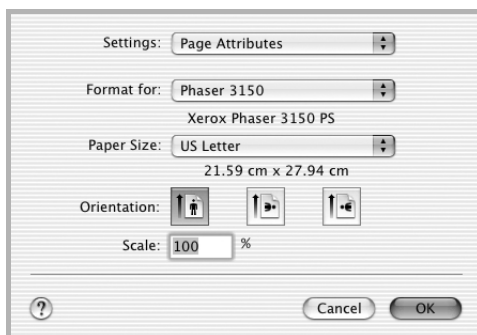 Settings: Page Attributes
Format for: Phaser 3150
Xerox Phaser 3150 PS
Paper Size: US Letter
21.59 cm x 27.94 cm
Orientation:
Scale: 100 %
? Cancel OK